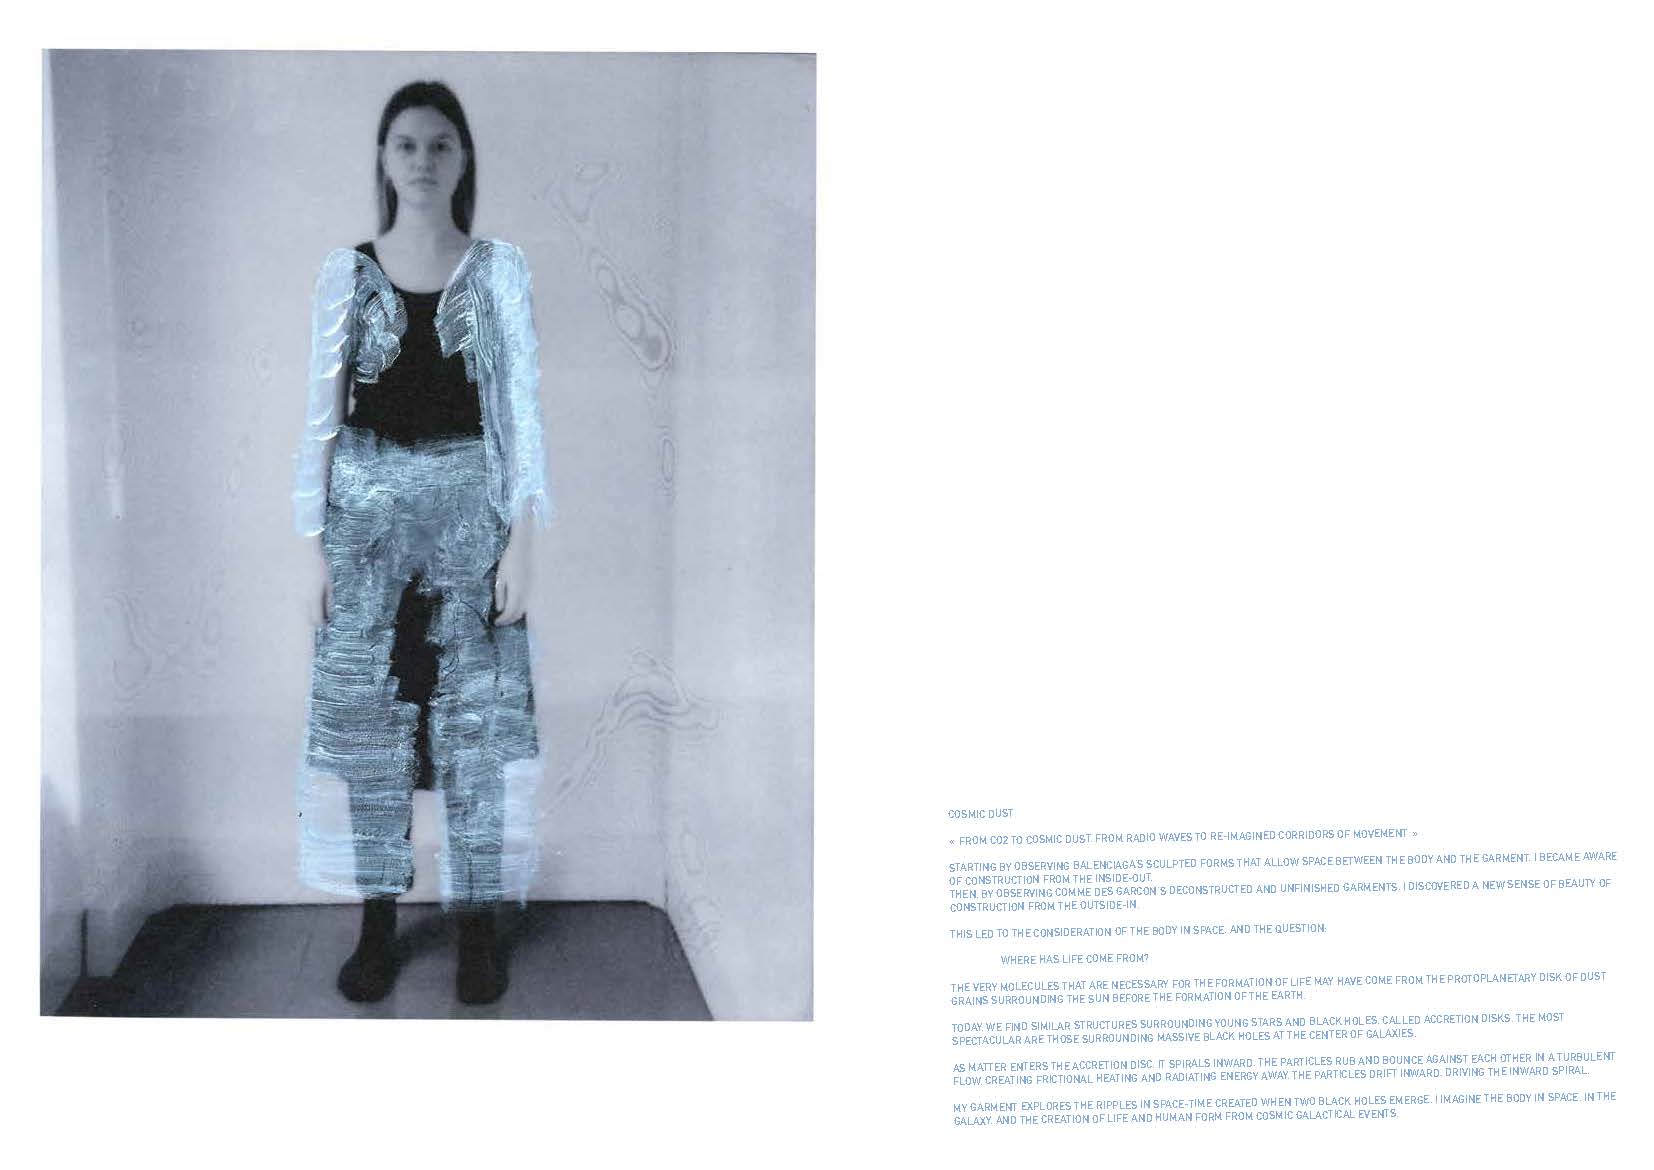 COSMIC DUST
« FROM CO2 TO COSMIC DUST. FROM RADIO WAVES TO RE-IMAGINED CORRIDORS OF MOVEMENT »
STARTING BY OBSERVING BALENCIAGA'S SCULPTED FORMS THAT ALLOW SPACE BETWEEN THE BODY AND THE GARMENT. I BECAME AWARE
OF CONSTRUCTION FROM THE INSIDE-OUT.
THEN, BY OBSERVING COMME DES GARCON'S DECONSTRUCTED AND UNFINISHED GARMENTS, I DISCOVERED A NEW SENSE OF BEAUTY OF
CONSTRUCTION FROM THE OUTSIDE-IN.
THIS LED TO THE CONSIDERATION OF THE BODY IN SPACE. AND THE QUESTION:
WHERE HAS LIFE COME FROM?
THE VERY MOLECULES THAT ARE NECESSARY FOR THE FORMATION OF LIFE MAY HAVE COME FROM THE PROTOPLANETARY DISK OF DUST
GRAINS SURROUNDING THE SUN BEFORE THE FORMATION OF THE EARTH.
TODAY, WE FIND SIMILAR STRUCTURES SURROUNDING YOUNG STARS AND BLACK HOLES, CALLED ACCRETION DISKS. THE MOST
SPECTACULAR ARE THOSE SURROUNDING MASSIVE BLACK HOLES AT THE CENTER OF GALAXIES.
AS MATTER ENTERS THE ACCRETION DISC, IT SPIRALS INWARD. THE PARTICLES RUB AND BOUNCE AGAINST EACH OTHER IN A TURBULENT
FLOW, CREATING FRICTIONAL HEATING AND RADIATING ENERGY AWAY. THE PARTICLES DRIFT INWARD, DRIVING THE INWARD SPIRAL.
MY GARMENT EXPLORES THE RIPPLES IN SPACE-TIME CREATED WHEN TWO BLACK HOLES EMERGE. I IMAGINE THE BODY IN SPACE, IN THE
GALAXY, AND THE CREATION OF LIFE AND HUMAN FORM FROM COSMIC GALACTICAL EVENTS.